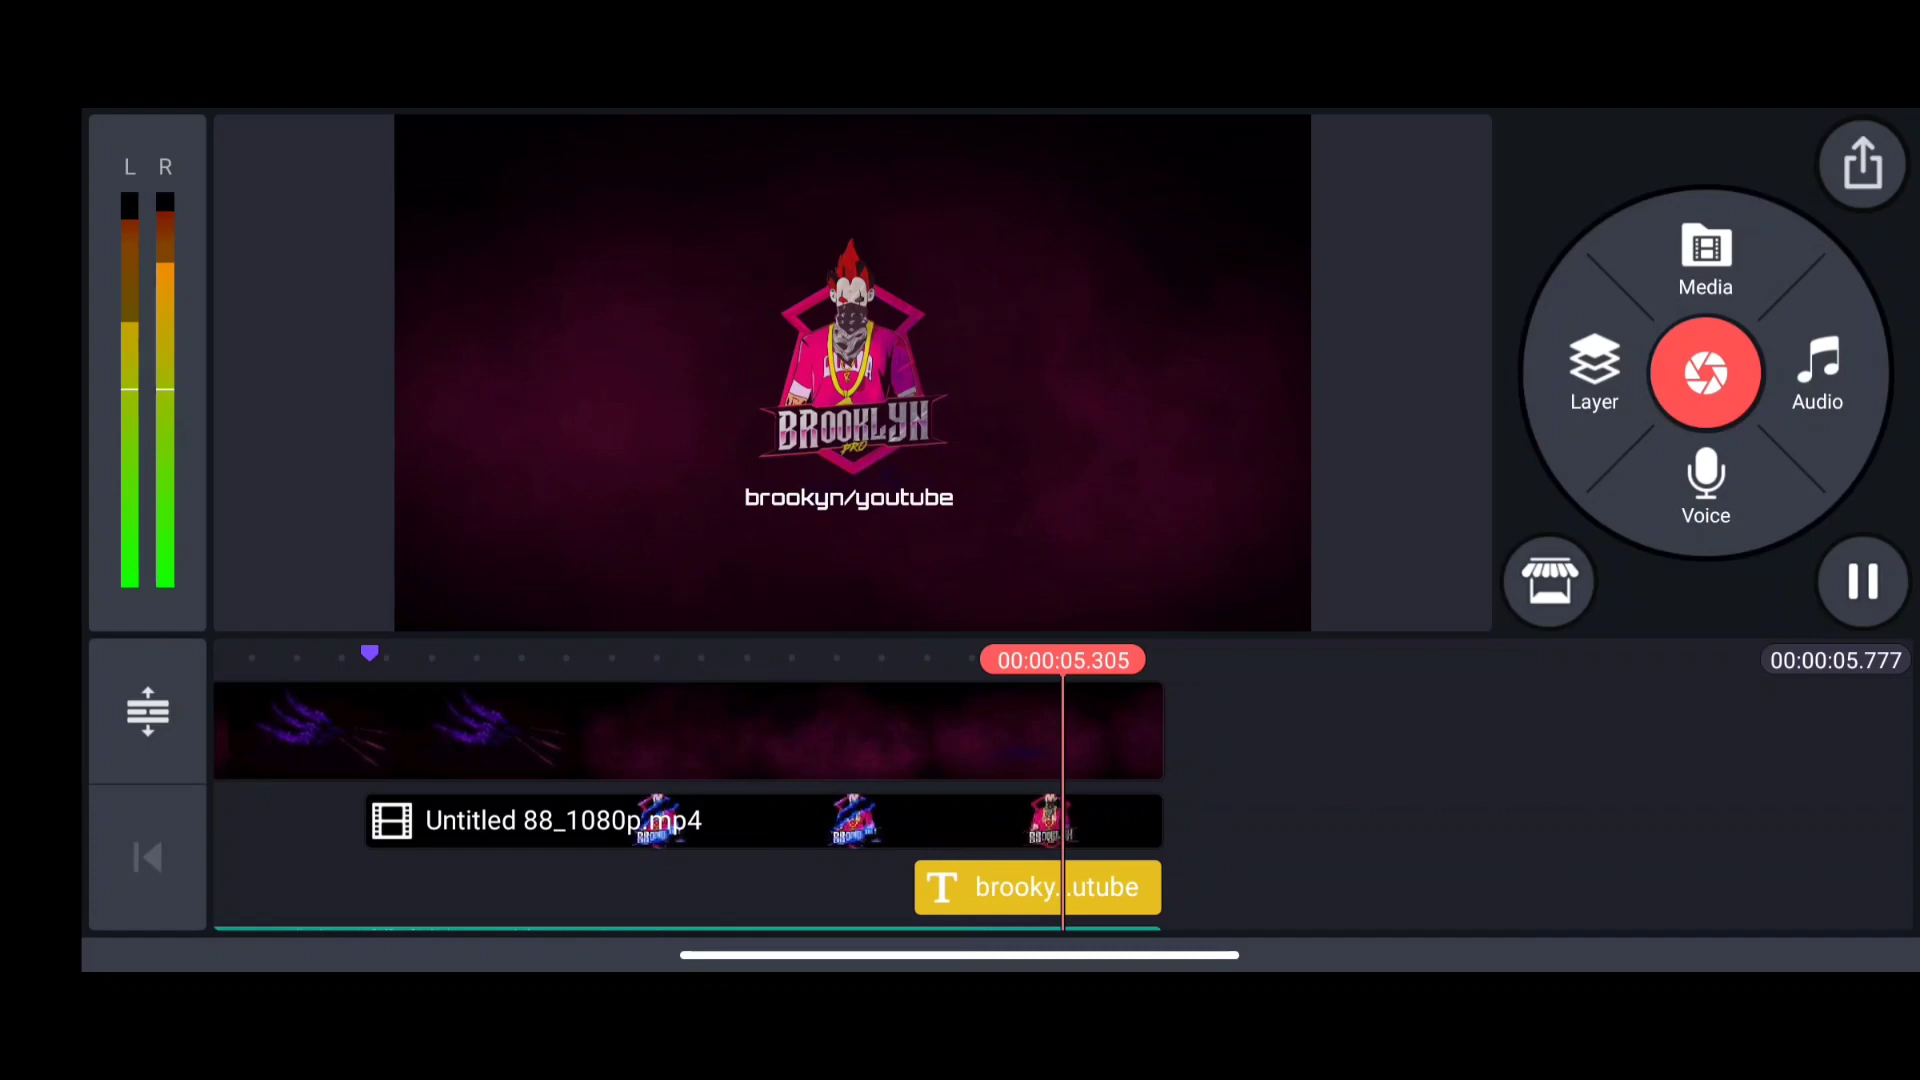 L R
Media
Layer
Audio
Voice
BROOKLYN
PRO
brookyn/youtube
00:00:05.305
00:00:05.777
Untitled 88_1080p.mp4
T brooky...utube